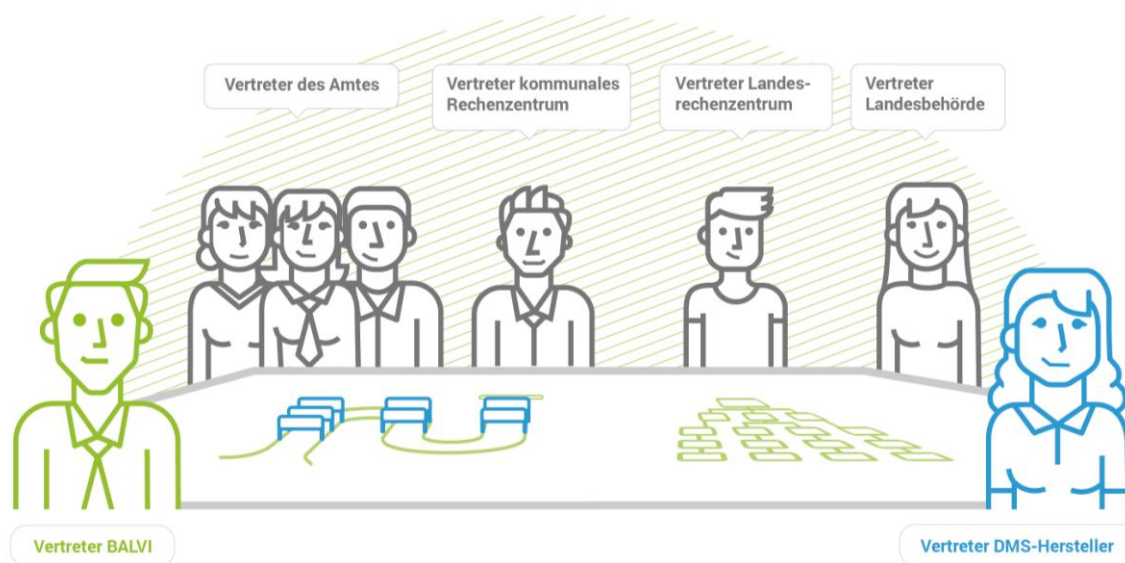 Vertreter des Amtes
Vertreter kommunales
Rechenzentrum
Vertreter Landes-
rechenzentrum
Vertreter
Landesbehörde
Vertreter BALVI
Vertreter DMS-Hersteller